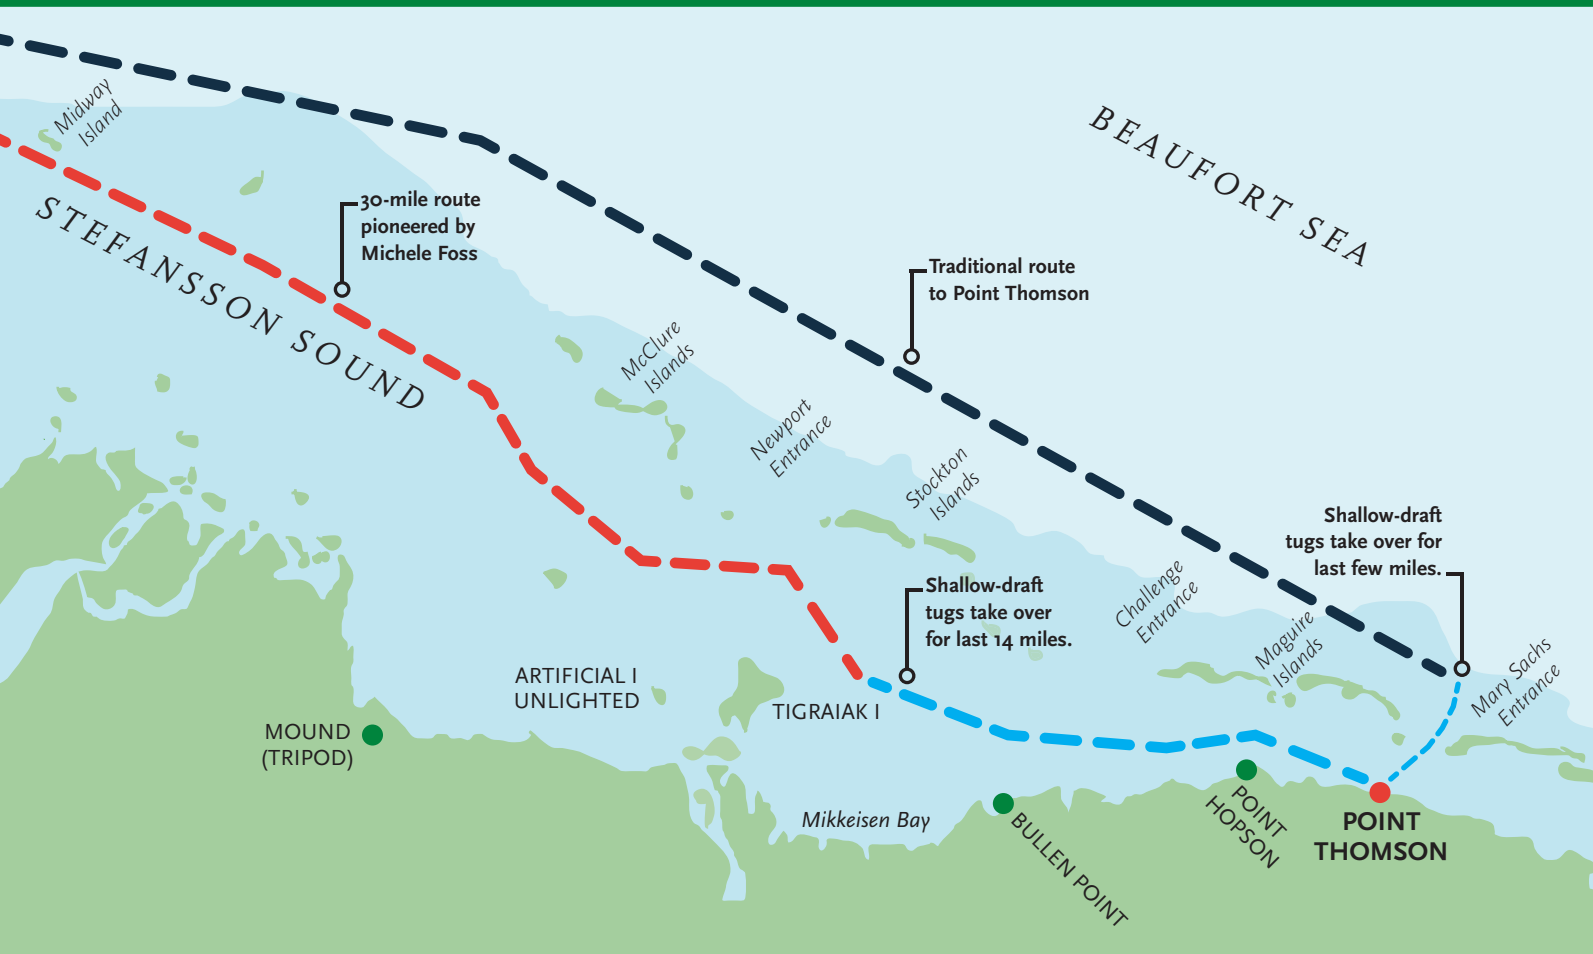 Midway
Island
BEAUFORT SEA
STEFANSSON SOUND
30-mile route
pioneered by
Michele Foss
Traditional route
to Point Thomson
McClure
Islands
Newport
Entrance
Stockton
Islands
Shallow-draft
tugs take over for
last few miles.
Challenge
Entrance
Shallow-draft
tugs take over
for last 14 miles.
Maguire
Islands
Mary Sachs
Entrance
ARTIFICIAL I
UNLIGHTED
TIGRAIAK I
MOUND
(TRIPOD)
Mikkeisen Bay
BULLEN POINT
POINT
HOPSON
POINT
THOMSON